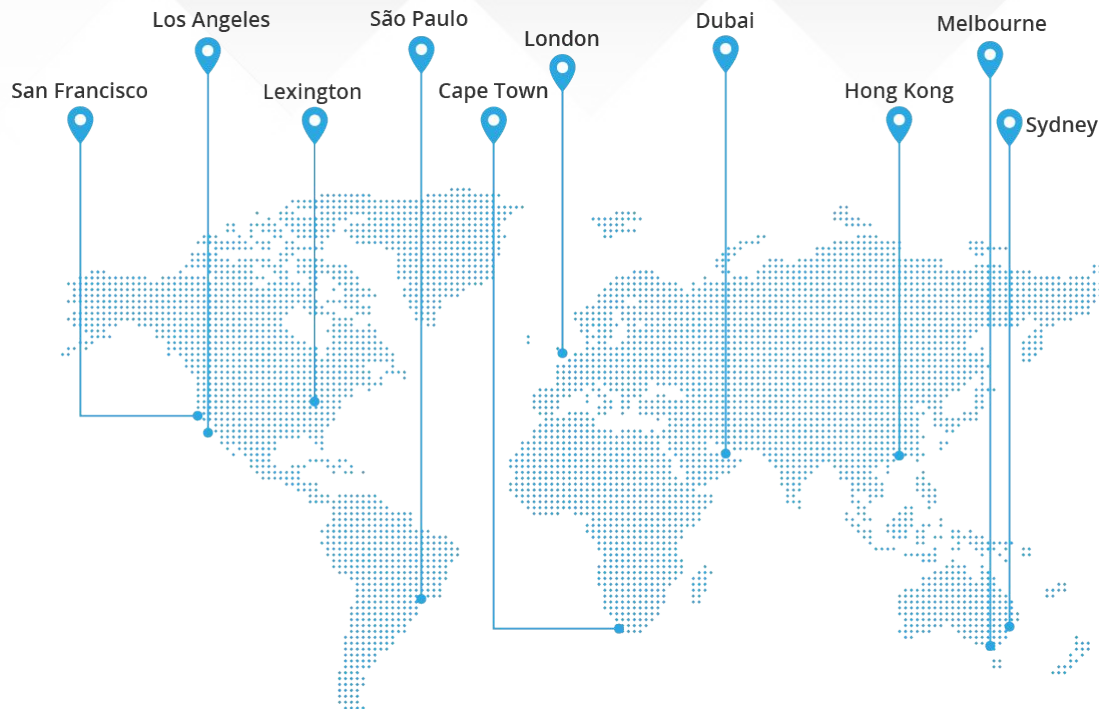 Los Angeles
São Paulo
London
Dubai
Melbourne
San Francisco
Lexington
Cape Town
Hong Kong
Sydney